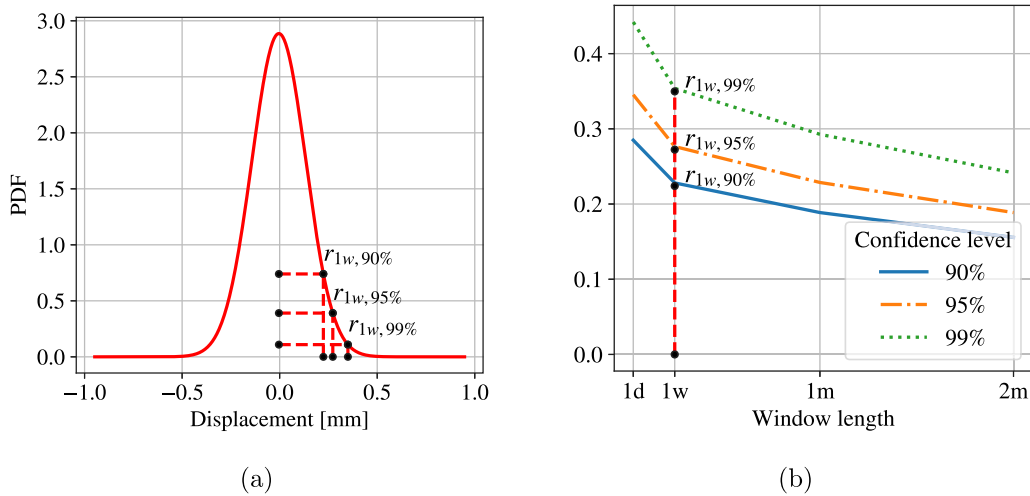 3.0
2.5
2.0
1.5
1.0
0.5
0.0
PDF
r1w, 90%
r1w, 95%
r1w, 99%
−1.0 −0.5 0.0 0.5 1.0
Displacement [mm]
(a)
0.4
0.3
0.2
0.1
0.0
r1w, 99%
r1w, 95%
r1w, 90%
Confidence level
90%
95%
99%
1d 1w 1m 2m
Window length
(b)